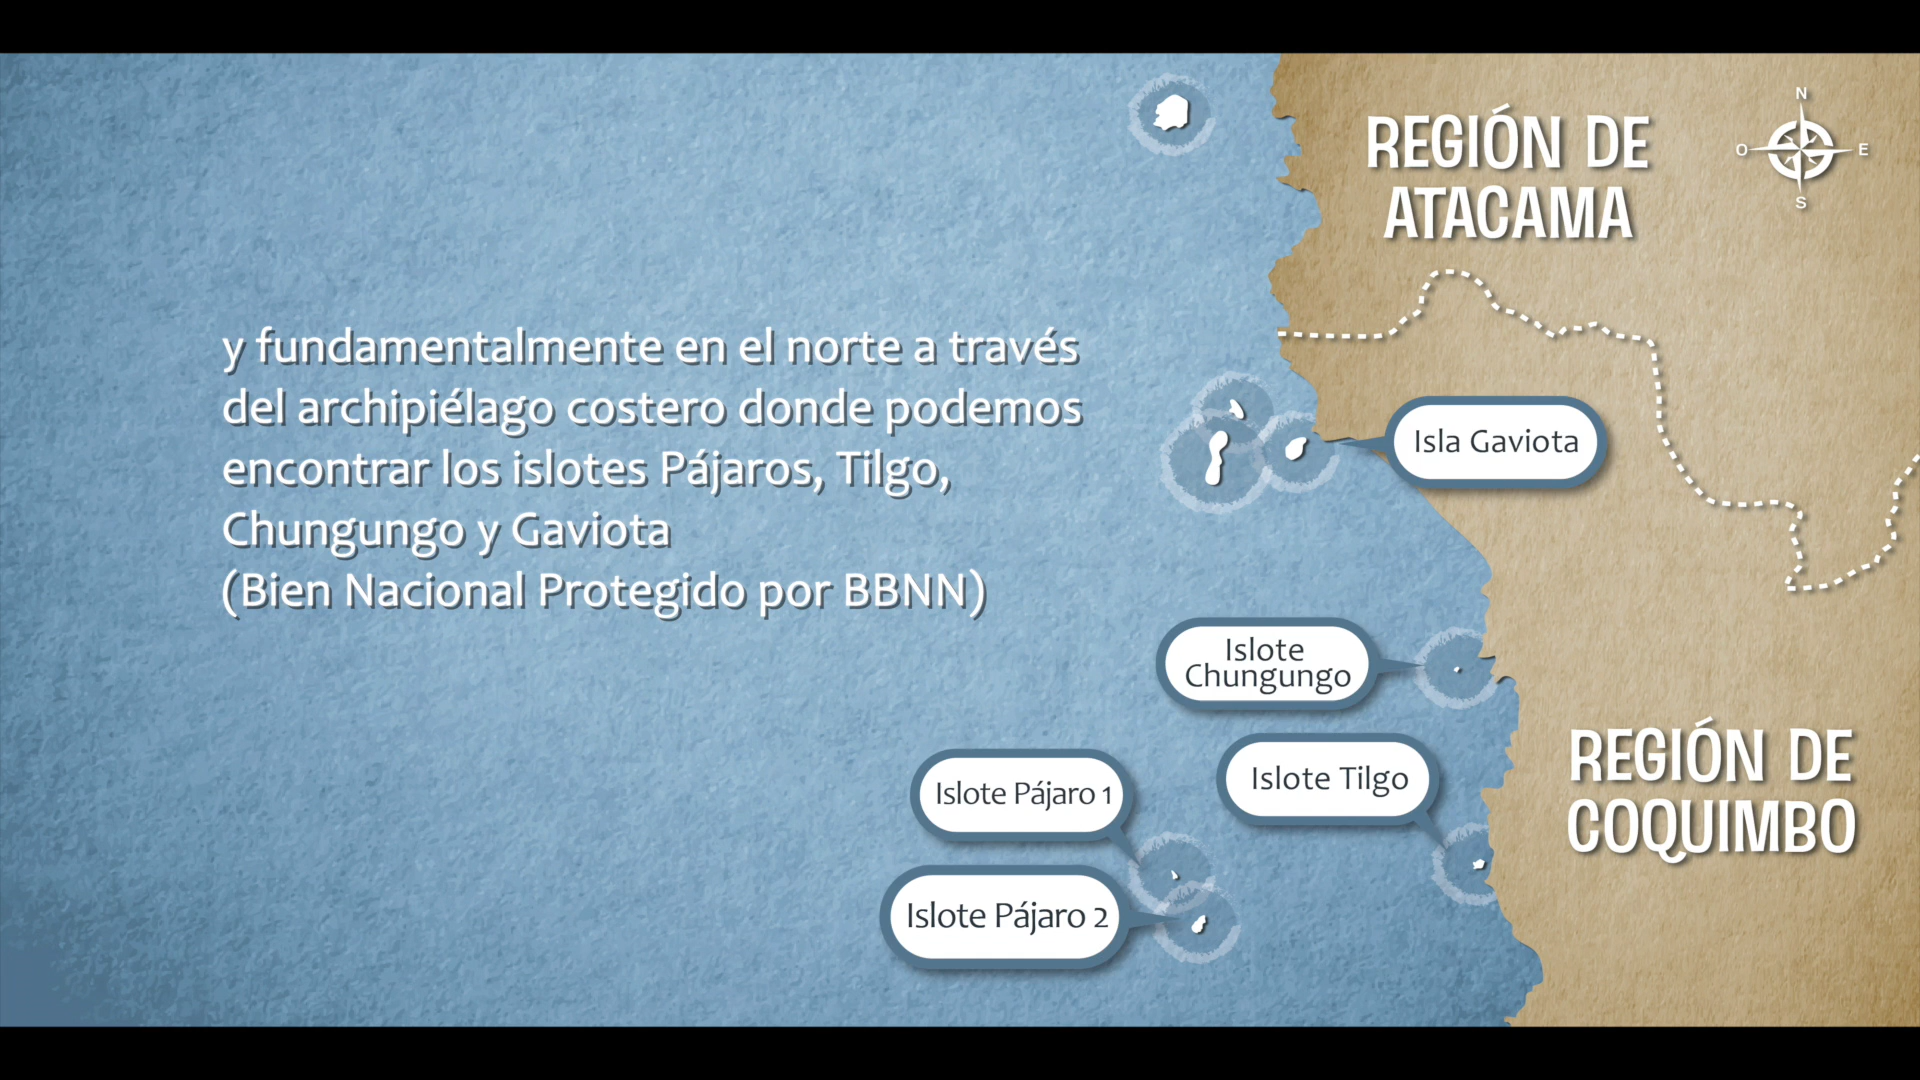 REGIÓN DE
ATACAMA
N
O
E
S
y fundamentalmente en el norte a través
del archipiélago costero donde podemos
encontrar los islotes Pájaros, Tilgo,
Chungungo y Gaviota
(Bien Nacional Protegido por BBNN)
Isla Gaviota
Islote
Chungungo
Islote Tilgo
Islote Pájaro 1
Islote Pájaro 2
REGIÓN DE
COQUIMBO